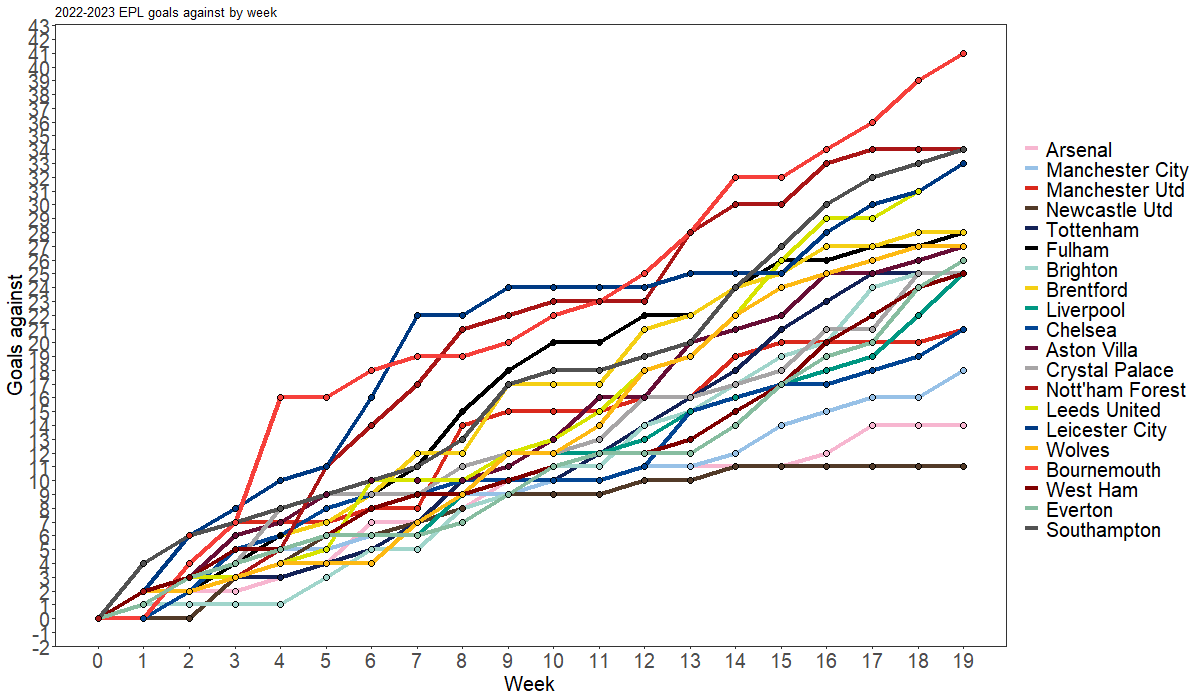 2022-2023 EPL goals against by week
43
42
41
40
39
38
37
36
35
34
33
32
31
30
29
28
27
26
25
24
23
22
21
20
19
18
17
16
15
14
13
12
11
10
9
8
7
6
5
4
3
2
1
0
-1
-2
Goals against
0 1 2 3 4 5 6 7 8 9 10 11 12 13 14 15 16 17 18 19
Week
Arsenal
Manchester City
Manchester Utd
Newcastle Utd
Tottenham
Fulham
Brighton
Brentford
Liverpool
Chelsea
Aston Villa
Crystal Palace
Nott'ham Forest
Leeds United
Leicester City
Wolves
Bournemouth
West Ham
Everton
Southampton